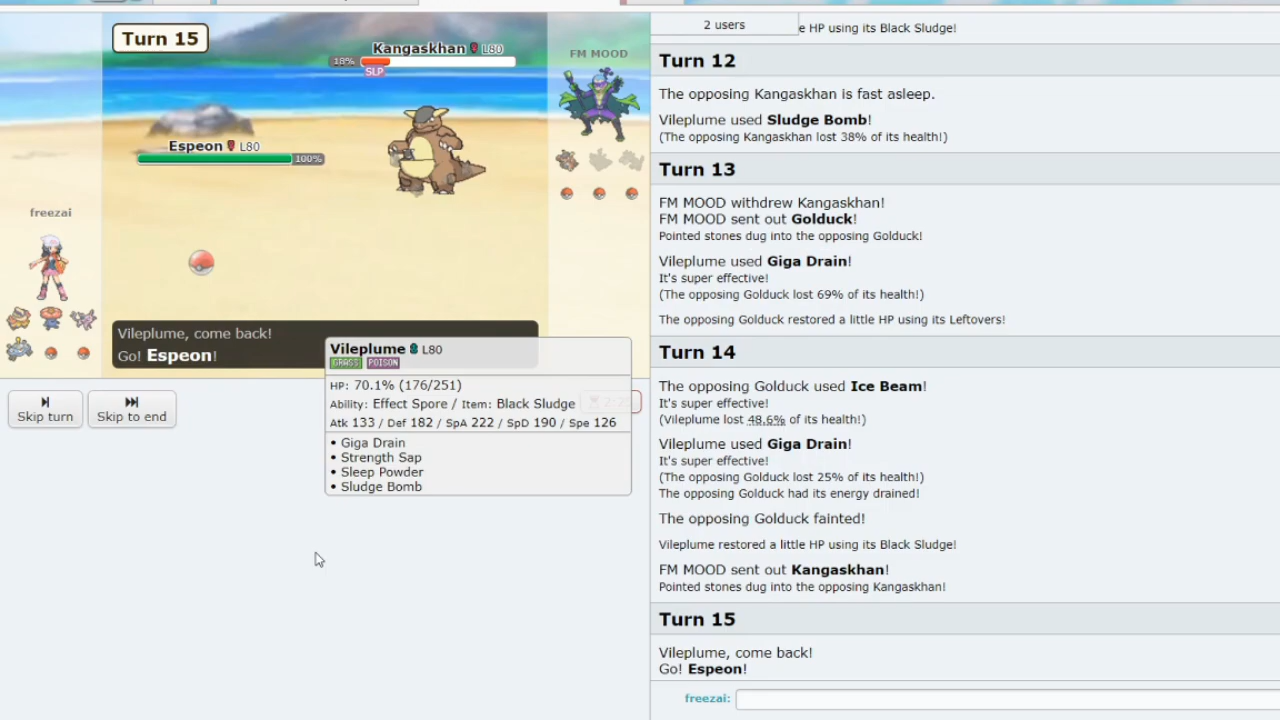 Turn 15
Kangaskhan L80
18%
SLP
FM MOOD
Espeon L80
100%
freezai
Vileplume, come back!
Go! Espeon!
Vileplume L80
GRASS POISON
HP: 70.1% (176/251)
Ability: Effect Spore / Item: Black Sludge
Atk 133 / Def 182 / SpA 222 / SpD 190 / Spe 126
• Giga Drain
• Strength Sap
• Sleep Powder
• Sludge Bomb
Skip turn
Skip to end
2 users
e HP using its Black Sludge!
Turn 12
The opposing Kangaskhan is fast asleep.
Vileplume used Sludge Bomb!
(The opposing Kangaskhan lost 38% of its health!)
Turn 13
FM MOOD withdrew Kangaskhan!
FM MOOD sent out Golduck!
Pointed stones dug into the opposing Golduck!
Vileplume used Giga Drain!
It's super effective!
(The opposing Golduck lost 69% of its health!)
The opposing Golduck restored a little HP using its Leftovers!
Turn 14
The opposing Golduck used Ice Beam!
It's super effective!
(Vileplume lost 48.6% of its health!)
Vileplume used Giga Drain!
It's super effective!
(The opposing Golduck lost 25% of its health!)
The opposing Golduck had its energy drained!
The opposing Golduck fainted!
Vileplume restored a little HP using its Black Sludge!
FM MOOD sent out Kangaskhan!
Pointed stones dug into the opposing Kangaskhan!
Turn 15
Vileplume, come back!
Go! Espeon!
freezai: